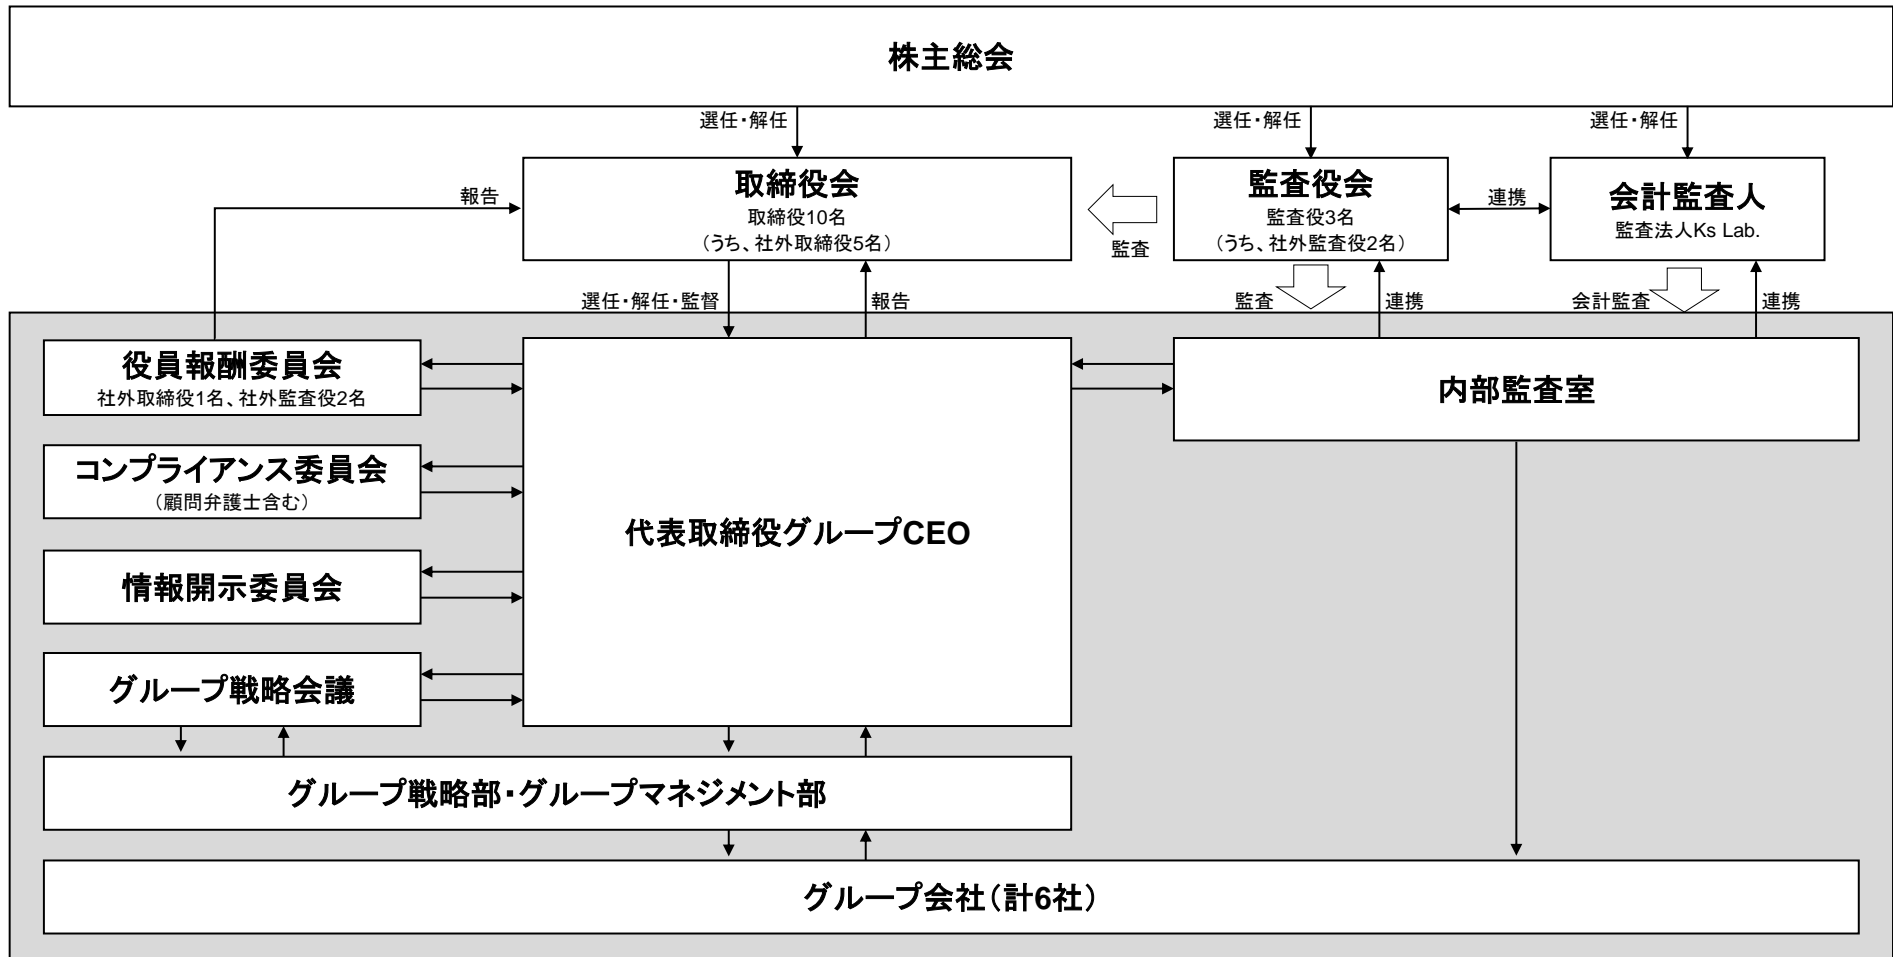 株主総会
選任・解任
選任・解任
選任・解任
取締役会
取締役10名
（うち、社外取締役5名）
監査
監査役会
監査役3名
（うち、社外監査役2名）
連携
会計監査人
監査法人Ks Lab.
報告
選任・解任・監督
報告
監査
連携
会計監査
連携
役員報酬委員会
社外取締役1名、社外監査役2名
コンプライアンス委員会
（顧問弁護士含む）
情報開示委員会
グループ戦略会議
代表取締役グループCEO
内部監査室
グループ戦略部・グループマネジメント部
グループ会社（計6社）